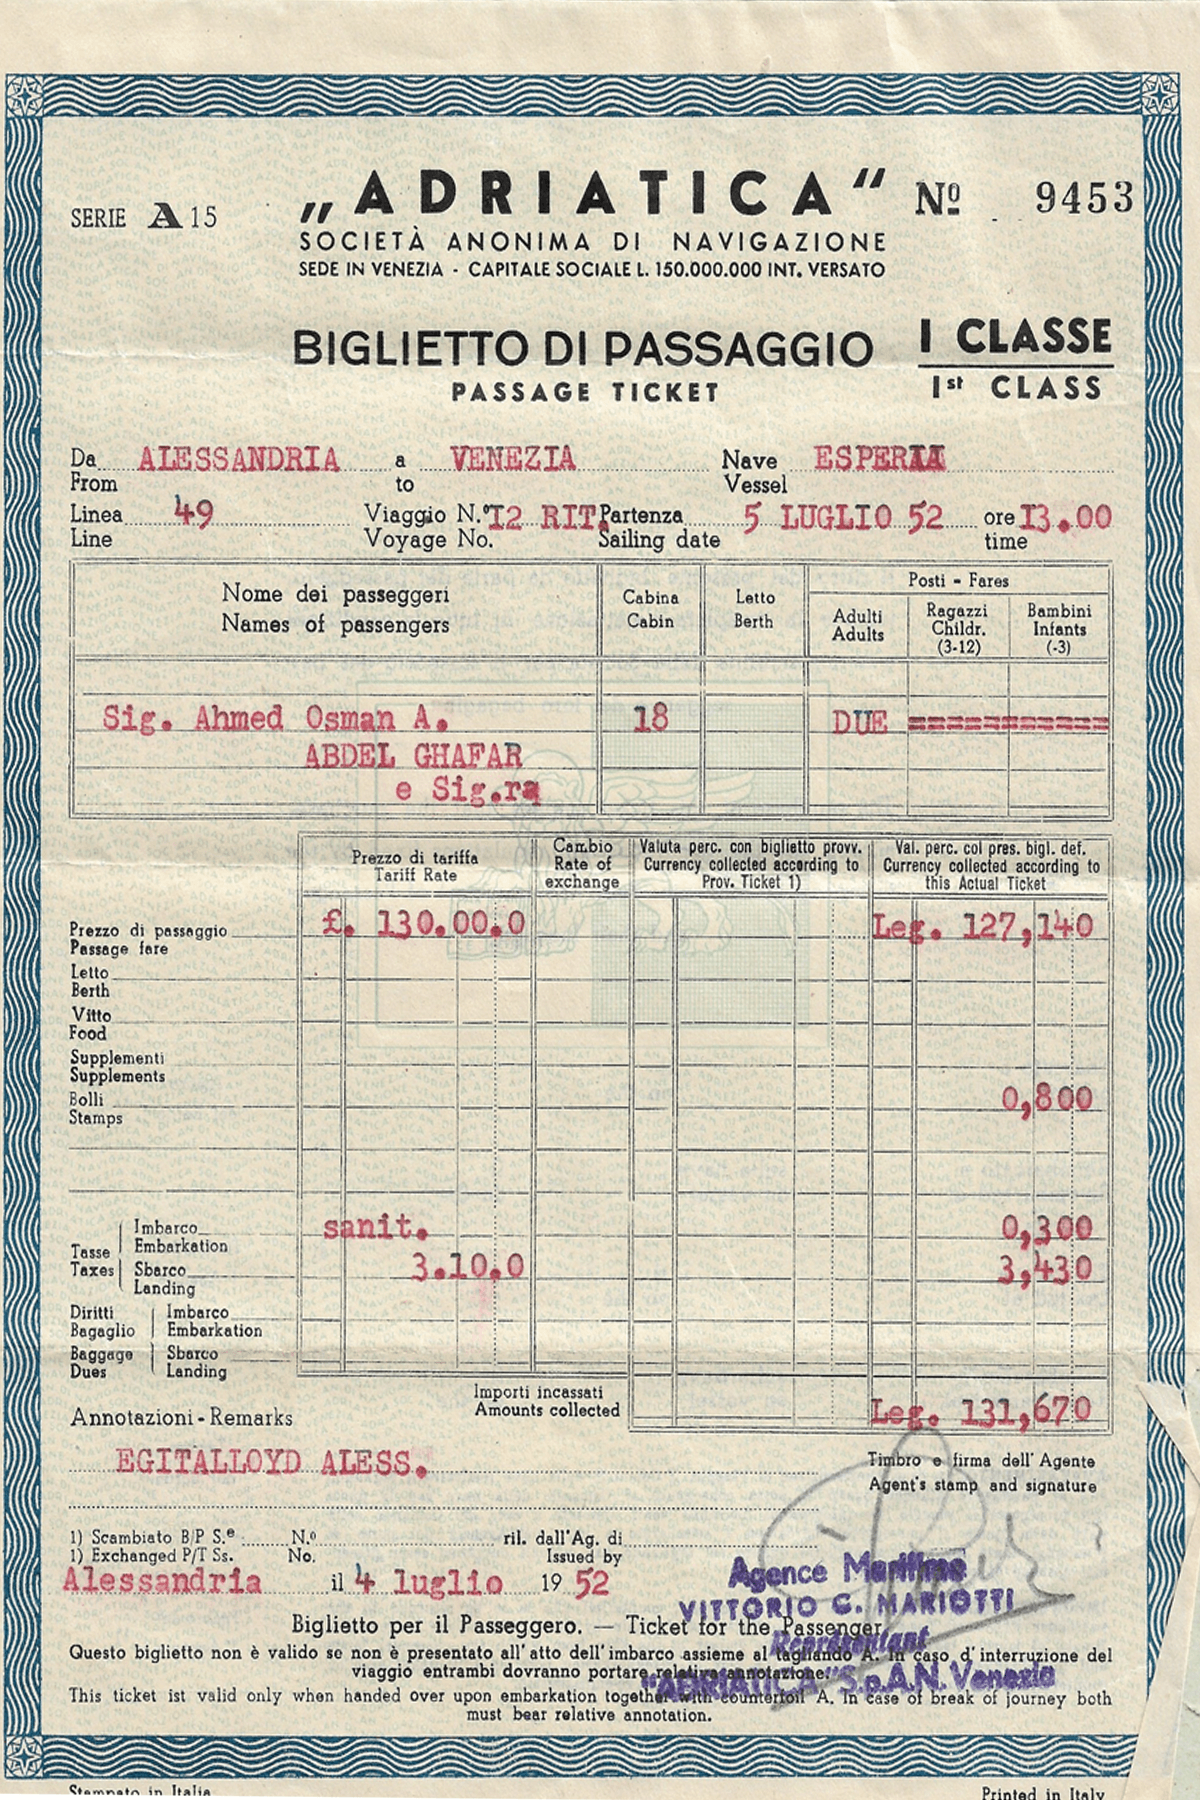 SERIE A 15 „ADRIATICA“ Nº 9453
SOCIETÀ ANONIMA DI NAVIGAZIONE
SEDE IN VENEZIA - CAPITALE SOCIALE L. 150.000.000 INT. VERSATO
BIGLIETTO DI PASSAGGIO I CLASSE
PASSAGE TICKET 1st CLASS
Da ALESSANDRIA a VENEZIA Nave ESPERIA
From to Vessel
Linea 49 Viaggio N.º I2 RIT. Partenza 5 LUGLIO 52 ore I3.00
Line Voyage No. Sailing date time
Nome dei passeggeri Cabina Letto Posti - Fares
Names of passengers Cabin Berth Adulti Ragazzi Bambini
Adults Childr. Infants
(3-12) (-3)
Sig. Ahmed Osman A. 18 DUE ==================
ABDEL GHAFAR
e Sig.ra
Prezzo di tariffa Cambio Valuta perc. con biglietto provv. Val. perc. col pres. bigl. def.
Tariff Rate Rate of Currency collected according to Currency collected according to
exchange Prov. Ticket 1) this Actual Ticket
Prezzo di passaggio £. 130.00.0 Leg. 127,140
Passage fare
Letto
Berth
Vitto
Food
Supplementi
Supplements
Bolli 0,800
Stamps
Tasse Imbarco sanit. 0,300
Embarkation
Taxes Sbarco 3.10.0 3,430
Landing
Diritti Imbarco
Bagaglio Embarkation
Baggage Sbarco
Dues Landing
Importi incassati
Amounts collected Leg. 131,670
Annotazioni - Remarks
EGITALLOYD ALESS. Timbro e firma dell' Agente
Agent's stamp and signature
1) Scambiato B/P S.e N.º ril. dall'Ag. di
1) Exchanged P/T Ss. No. Issued by
Alessandria il 4 luglio 19 52
Agence Maritime
VITTORIO C. MARIOTTI
Représentant
"ADRIATICA" S.p.A.N. Venezia
Biglietto per il Passeggero. — Ticket for the Passenger
Questo biglietto non è valido se non è presentato all' atto dell' imbarco assieme al tagliando A. In caso d' interruzione del
viaggio entrambi dovranno portare relativa annotazione.
This ticket ist valid only when handed over upon embarkation together with counterfoil A. In case of break of journey both
must bear relative annotation.
Stampato in Italia Printed in Italy